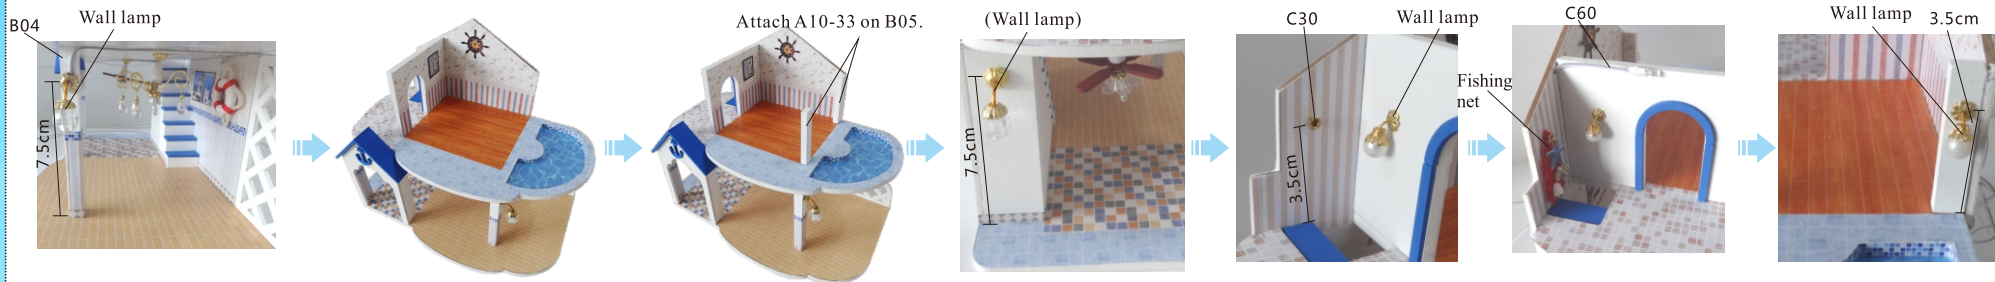 B04
Wall lamp
7.5cm
Attach A10-33 on B05.
(Wall lamp)
7.5cm
C30
Wall lamp
3.5cm
C60
Fishing
net
Wall lamp
3.5cm